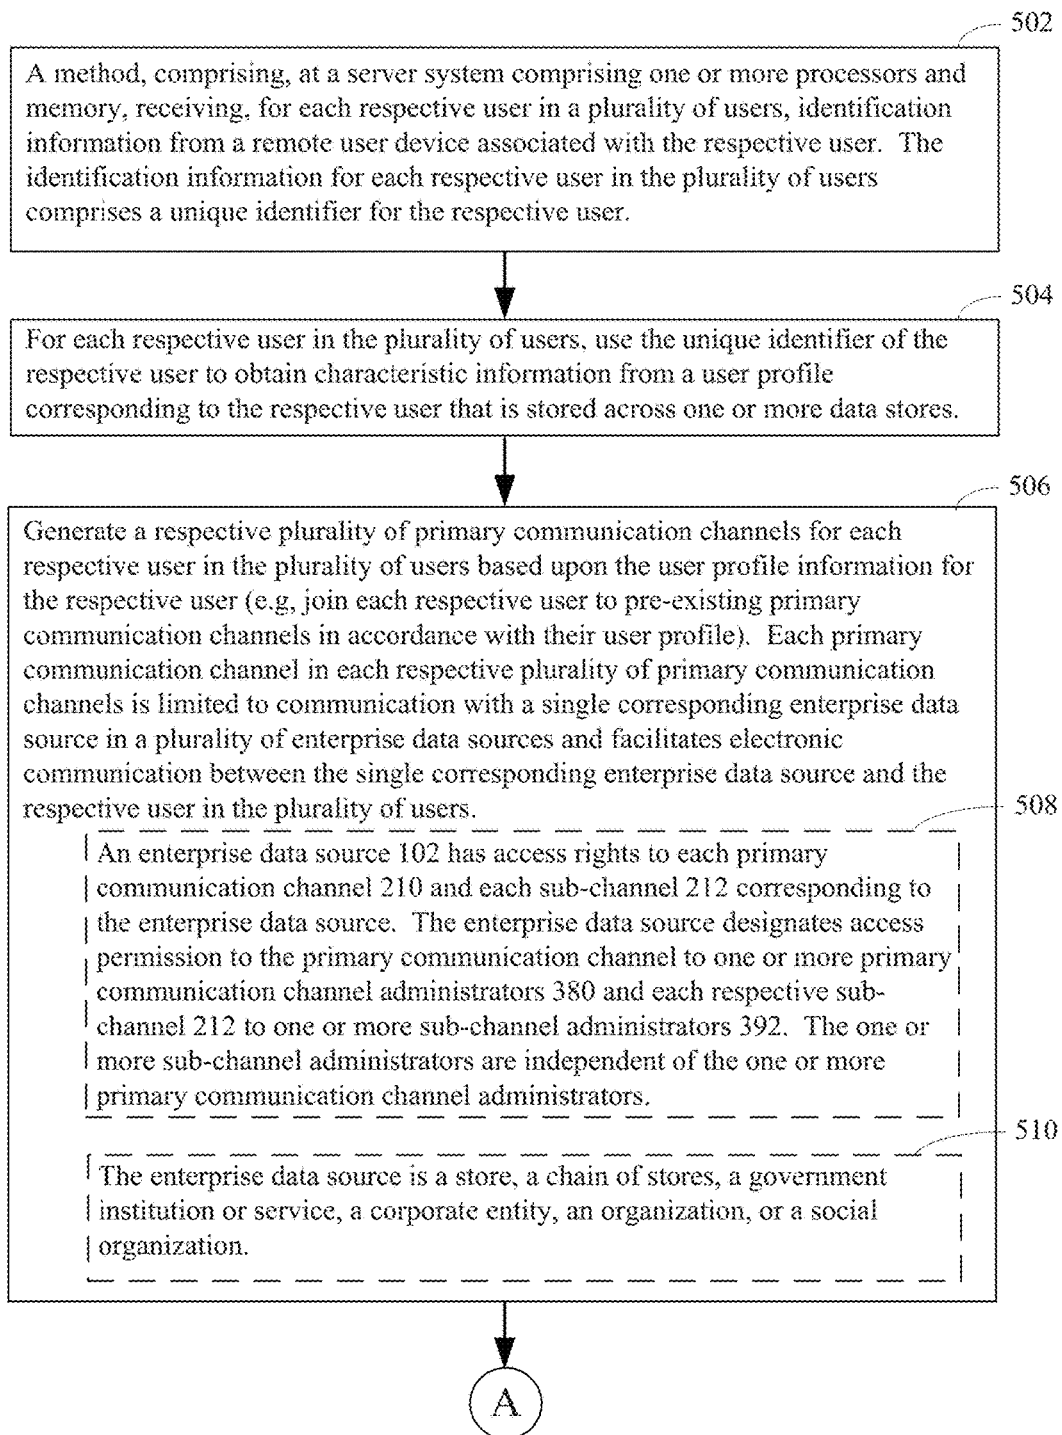 502
A method, comprising, at a server system comprising one or more processors and
memory, receiving, for each respective user in a plurality of users, identification
information from a remote user device associated with the respective user. The
identification information for each respective user in the plurality of users
comprises a unique identifier for the respective user.
504
For each respective user in the plurality of users, use the unique identifier of the
respective user to obtain characteristic information from a user profile
corresponding to the respective user that is stored across one or more data stores.
506
Generate a respective plurality of primary communication channels for each
respective user in the plurality of users based upon the user profile information for
the respective user (e.g, join each respective user to pre-existing primary
communication channels in accordance with their user profile). Each primary
communication channel in each respective plurality of primary communication
channels is limited to communication with a single corresponding enterprise data
source in a plurality of enterprise data sources and facilitates electronic
communication between the single corresponding enterprise data source and the
respective user in the plurality of users.
508
An enterprise data source 102 has access rights to each primary
communication channel 210 and each sub-channel 212 corresponding to
the enterprise data source. The enterprise data source designates access
permission to the primary communication channel to one or more primary
communication channel administrators 380 and each respective sub-
channel 212 to one or more sub-channel administrators 392. The one or
more sub-channel administrators are independent of the one or more
primary communication channel administrators.
510
The enterprise data source is a store, a chain of stores, a government
institution or service, a corporate entity, an organization, or a social
organization.
A